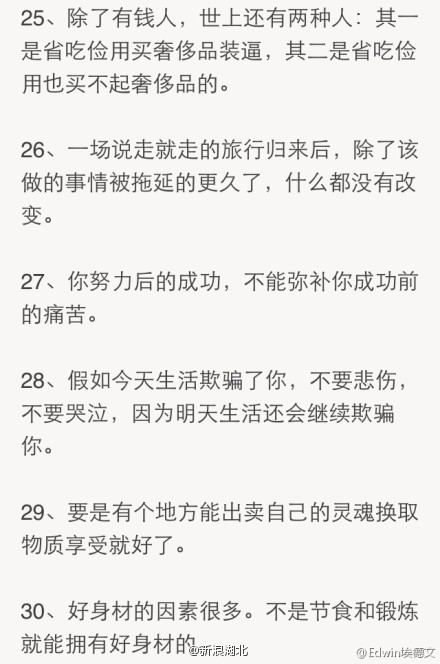 25、除了有钱人，世上还有两种人：其一
是省吃俭用买奢侈品装逼，其二是省吃俭
用也买不起奢侈品的。
26、一场说走就走的旅行归来后，除了该
做的事情被拖延的更久了，什么都没有改
变。
27、你努力后的成功，不能弥补你成功前
的痛苦。
28、假如今天生活欺骗了你，不要悲伤，
不要哭泣，因为明天生活还会继续欺骗
你。
29、要是有个地方能出卖自己的灵魂换取
物质享受就好了。
30、好身材的因素很多。不是节食和锻炼
就能拥有好身材的
@新浪湖北
@Edwin埃德文